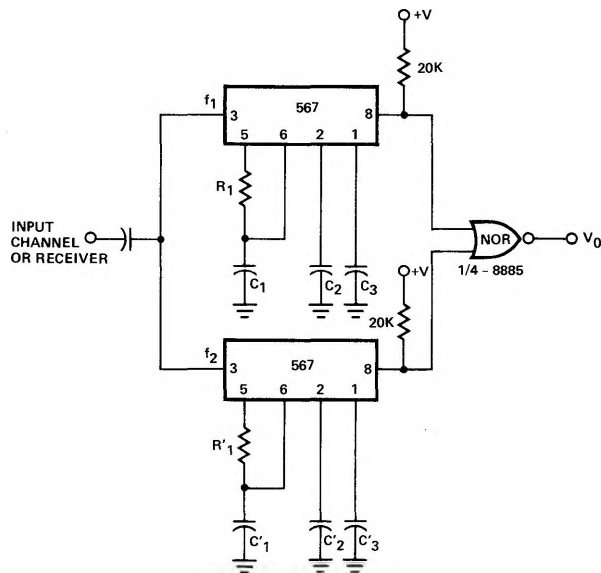 +V
20K
f1
567
3
8
5
6
2
1
R1
INPUT
CHANNEL
OR RECEIVER
C1
C2
C3
NOR
V0
1/4 – 8885
+V
20K
f2
567
3
8
5
6
2
1
R'1
C'1
C'2
C'3